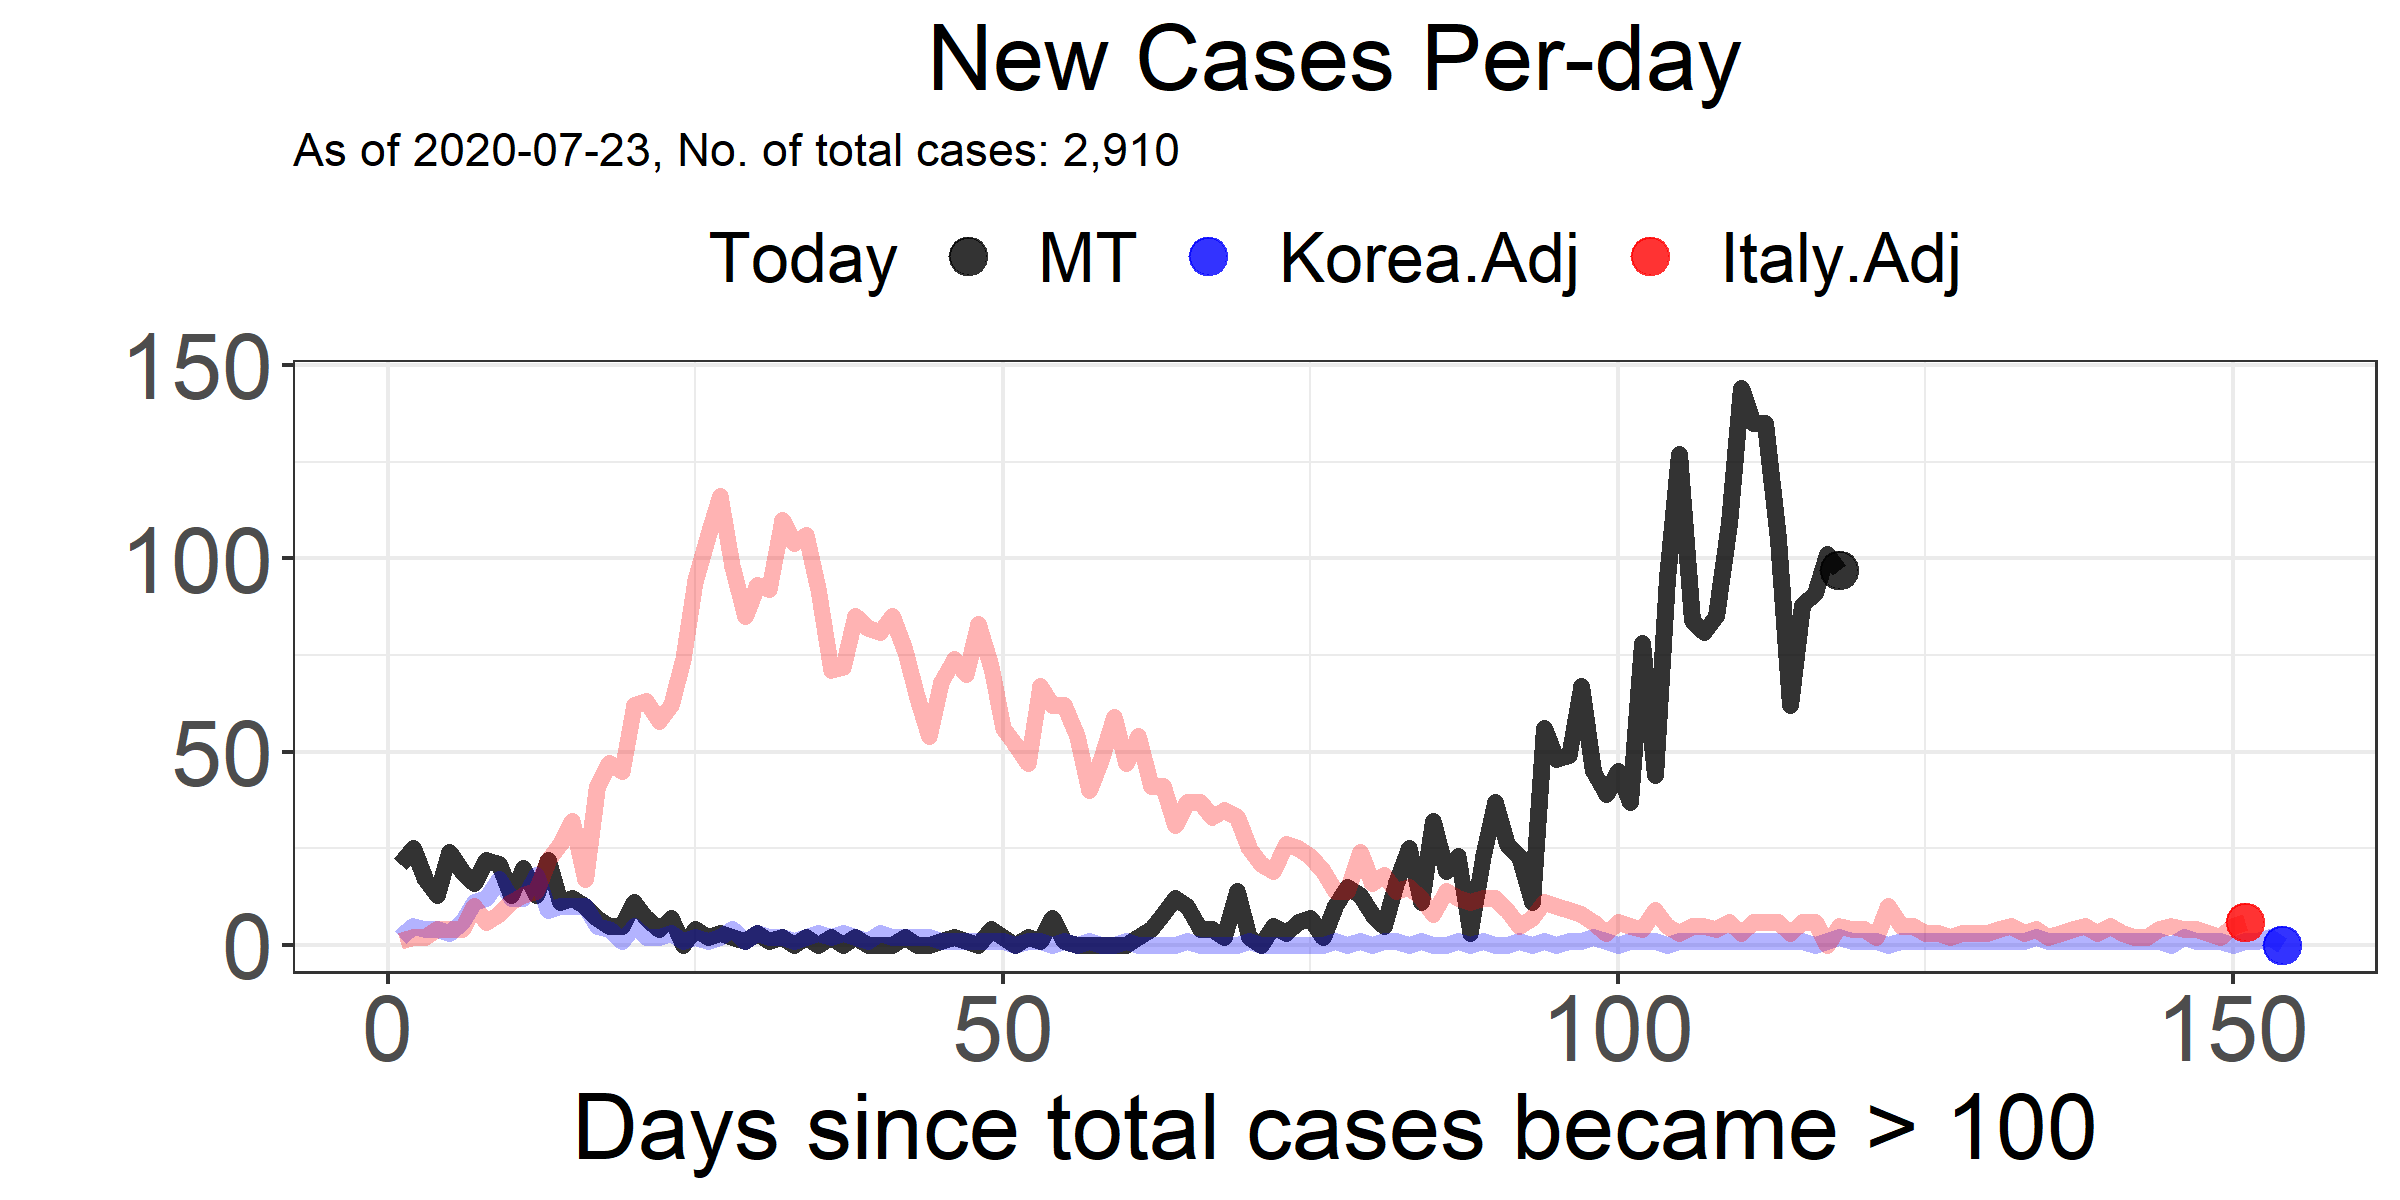 New Cases Per-day
As of 2020-07-23, No. of total cases: 2,910
Today MT Korea.Adj Italy.Adj
150
100
50
0
0 50 100 150
Days since total cases became > 100